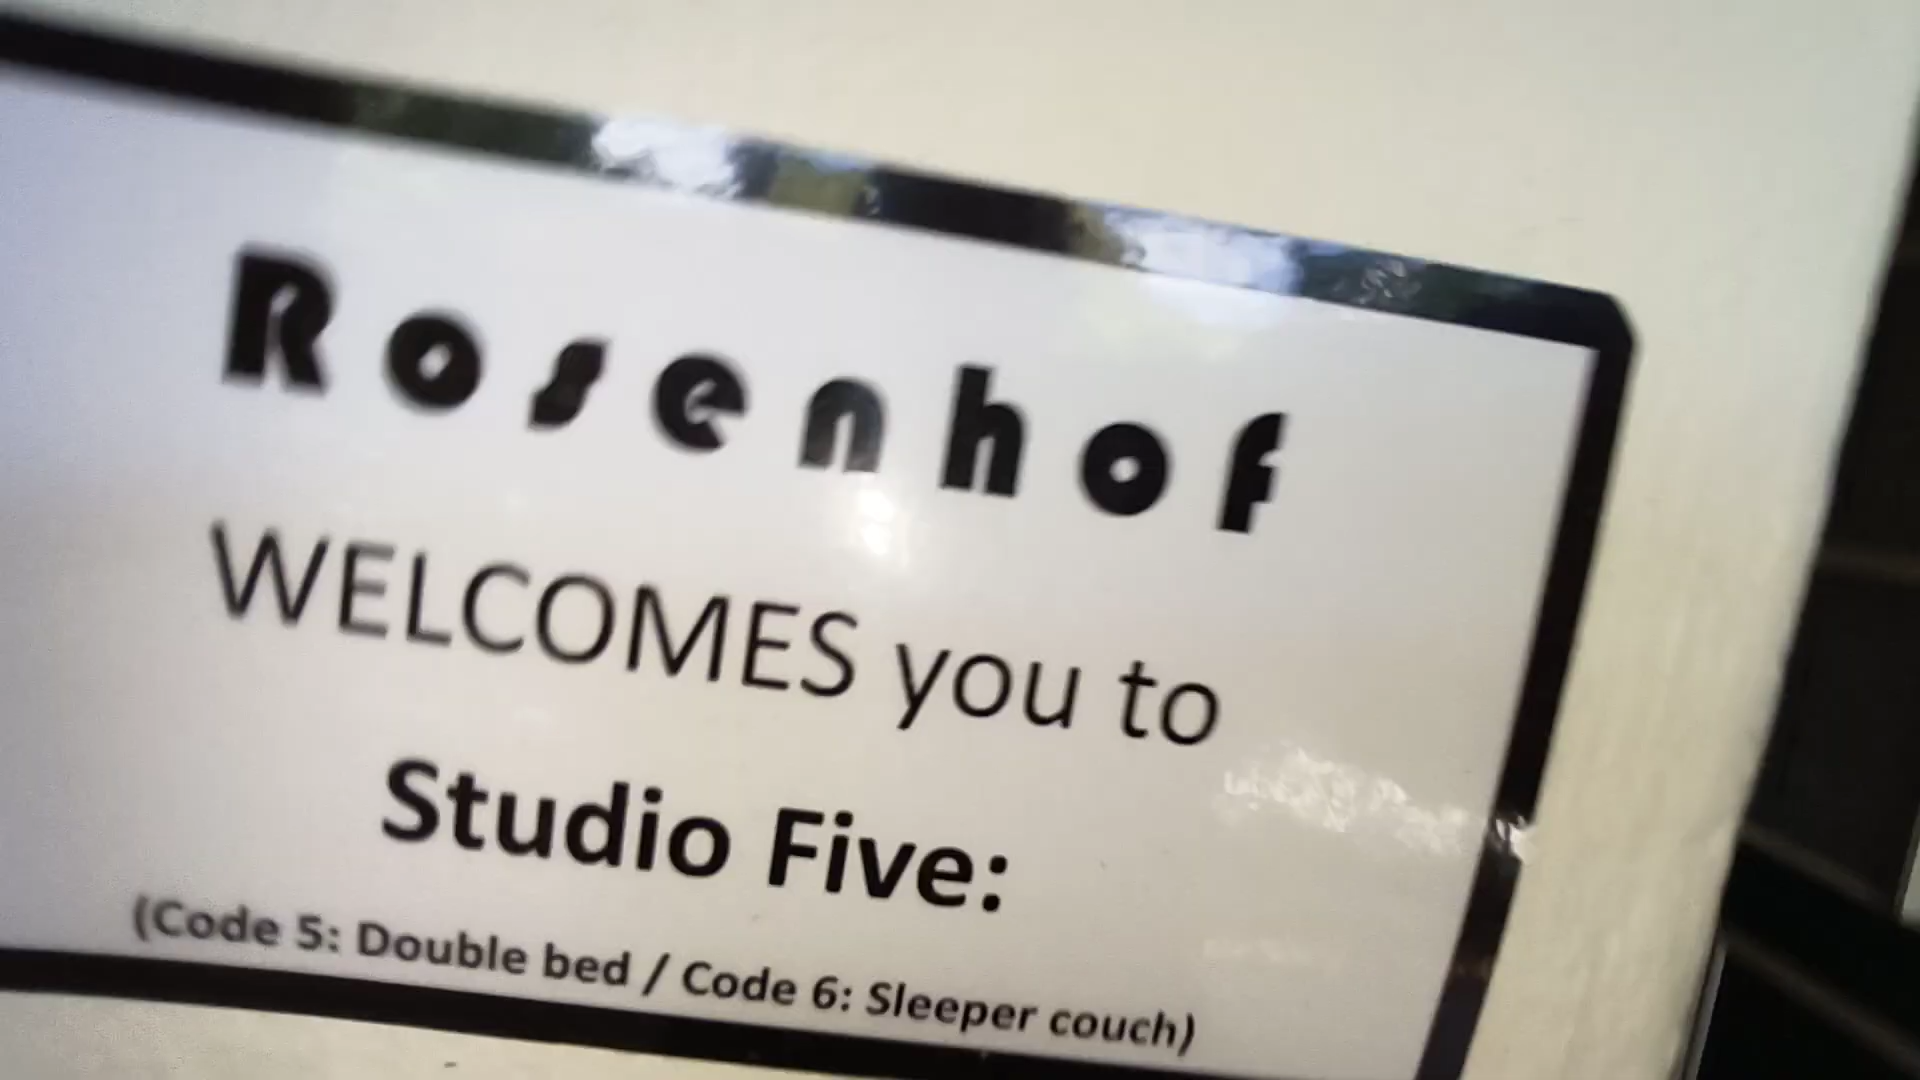 Rosenhof
WELCOMES you to
Studio Five:
(Code 5: Double bed / Code 6: Sleeper couch)